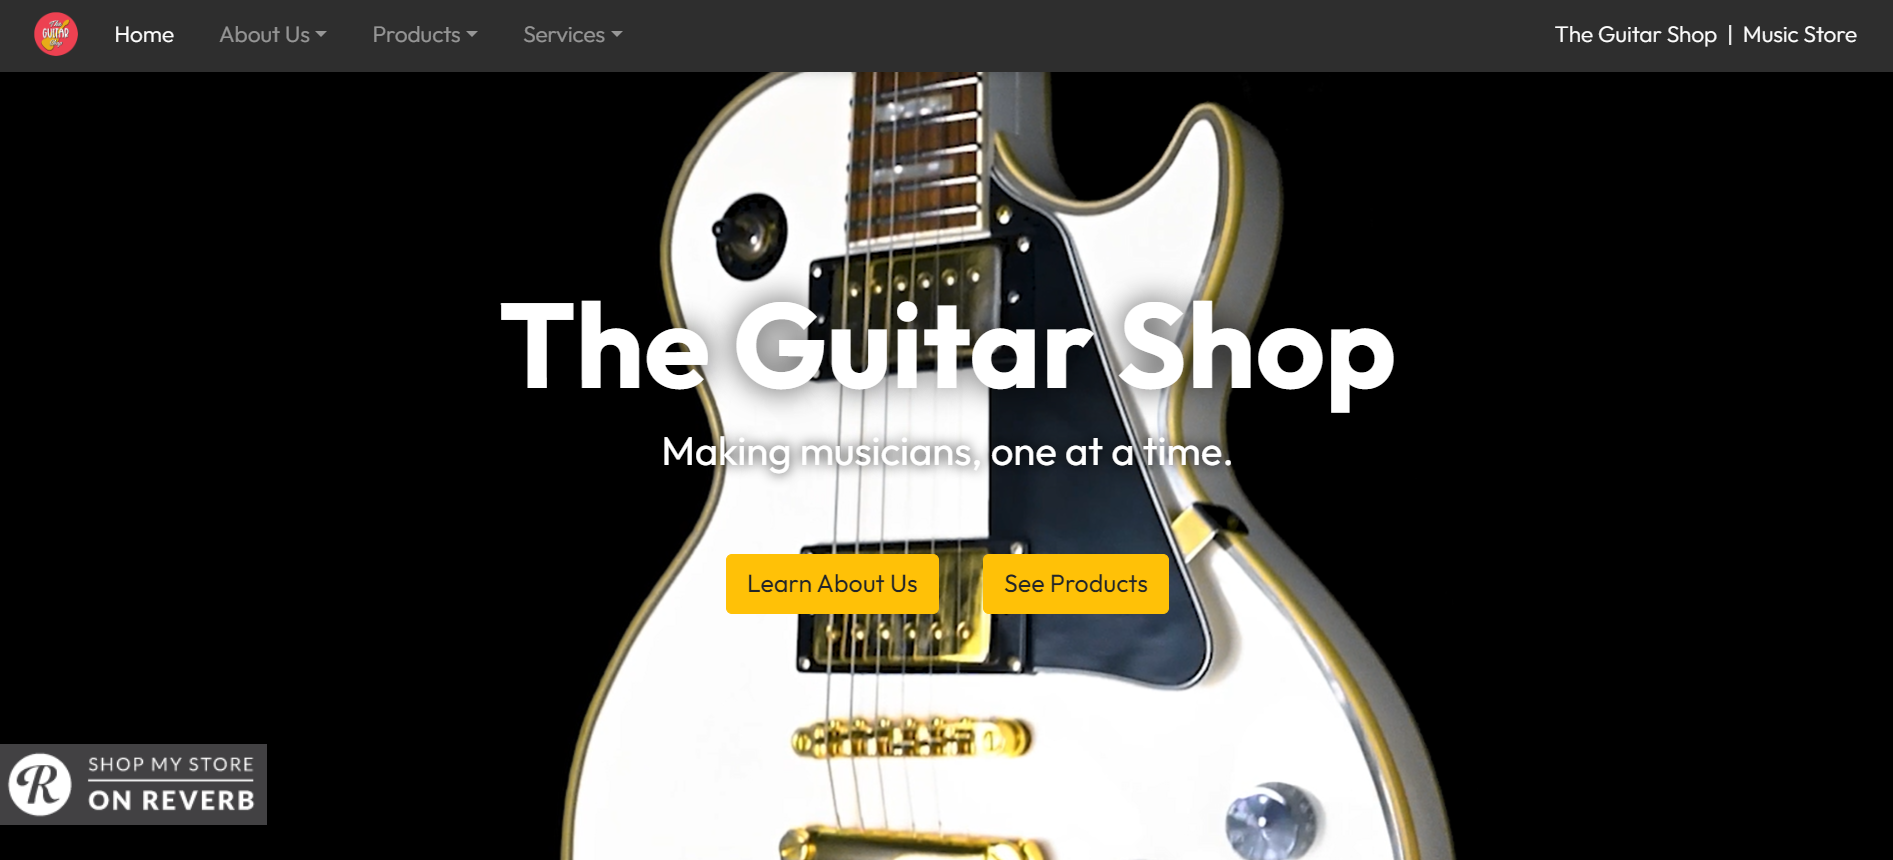 The
GUITAR
Shop
Home
About Us
Products
Services
The Guitar Shop | Music Store
The Guitar Shop
Making musicians, one at a time.
Learn About Us
See Products
R
SHOP MY STORE
ON REVERB